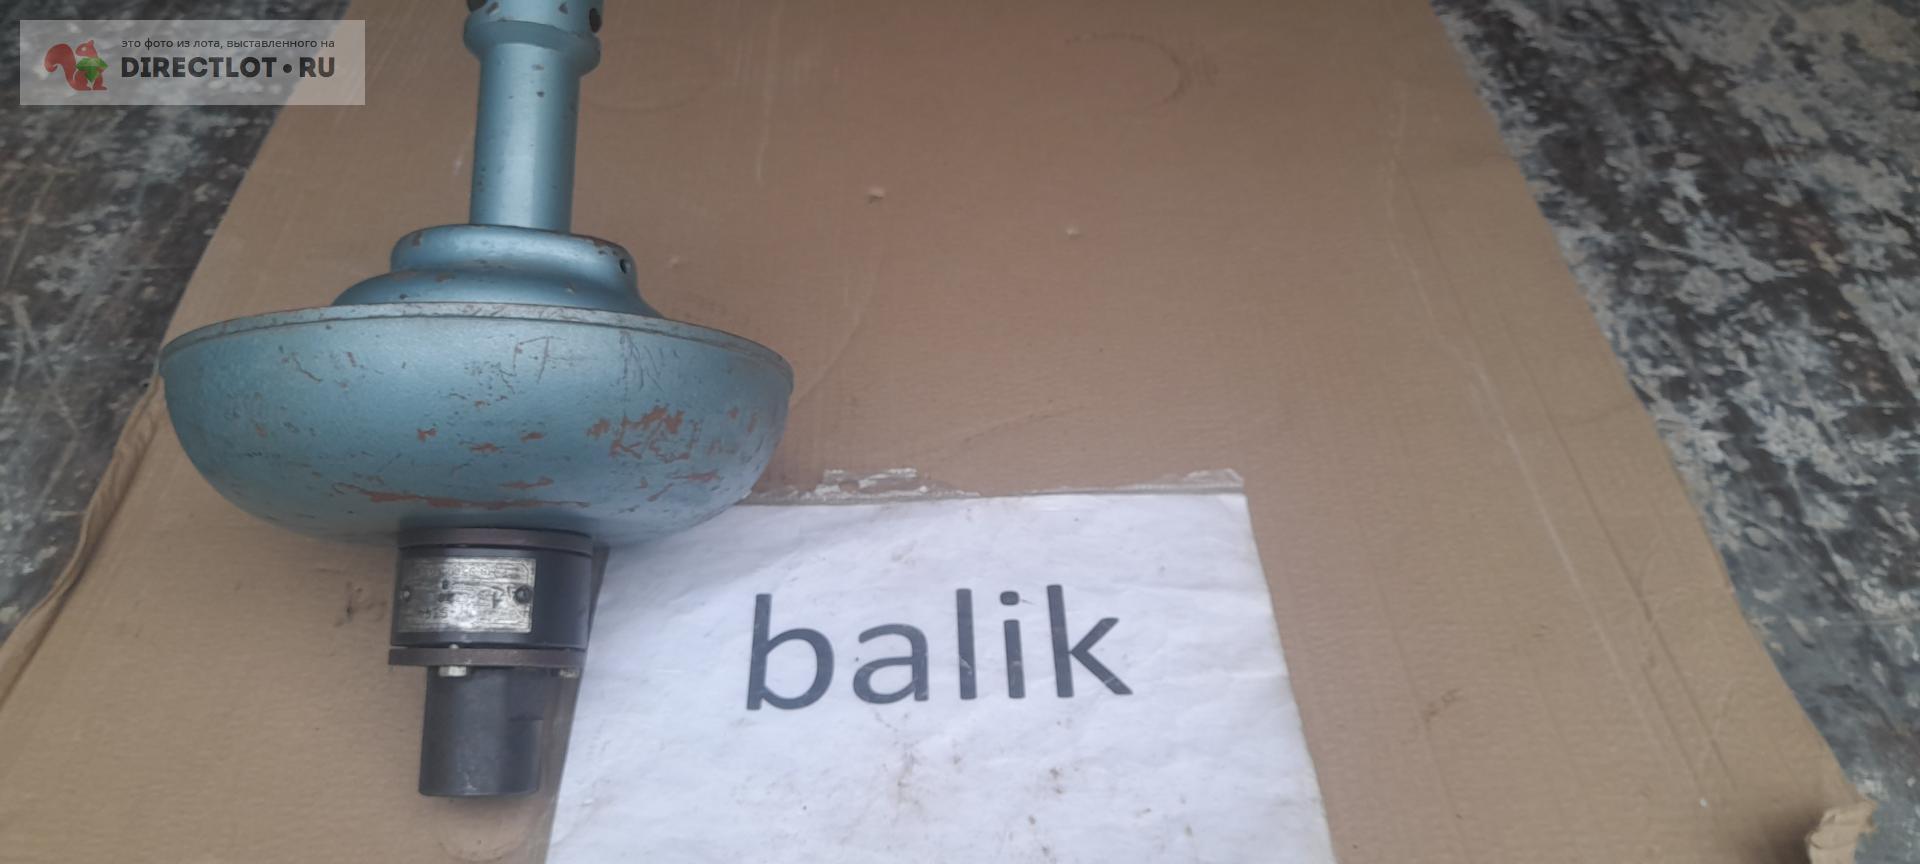 это фото из лота, выставленного на
DIRECTLOT•RU
balik